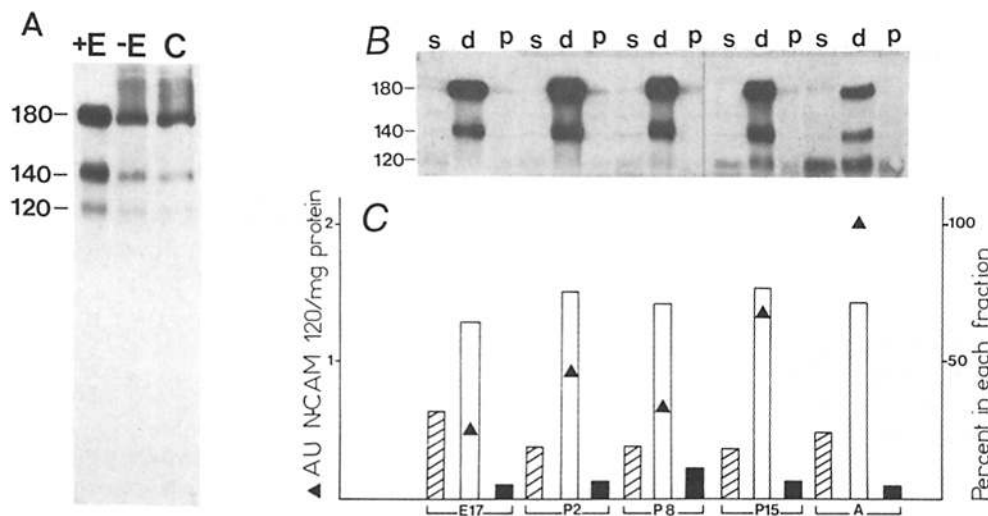 A
+E -E C
180
140
120
B
s d p s d p s d p s d p s d p
180
140
120
C
▲ AU N-CAM 120/mg protein
2
1
100
50
Percent in each fraction
E17 P2 P8 P15 A